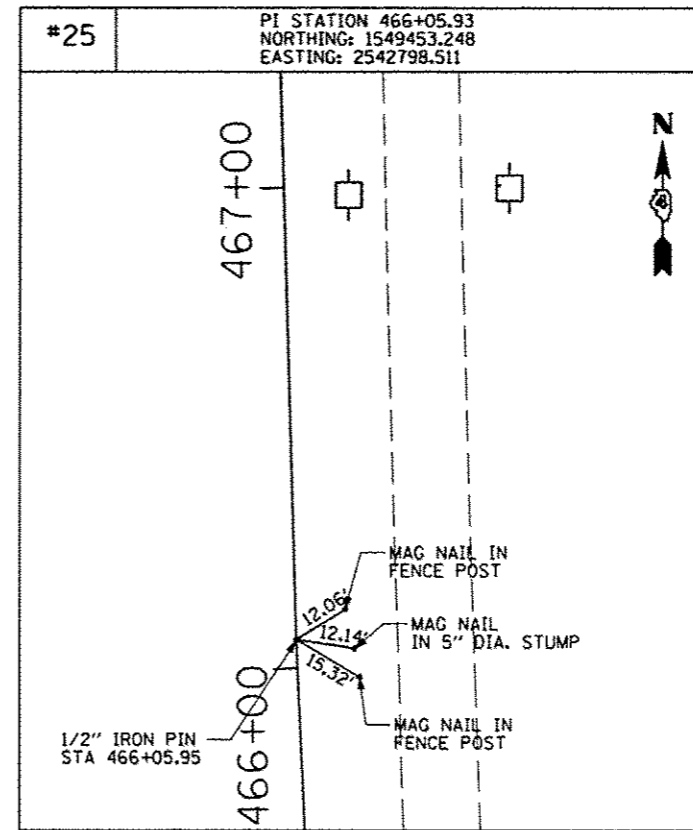 #25
PI STATION 466+05.93
NORTHING: 1549453.248
EASTING: 2542798.511
N
467+00
MAG NAIL IN
FENCE POST
12.06'
12.14'
MAG NAIL
IN 5" DIA. STUMP
15.32'
466+00
1/2" IRON PIN
STA 466+05.95
MAG NAIL IN
FENCE POST